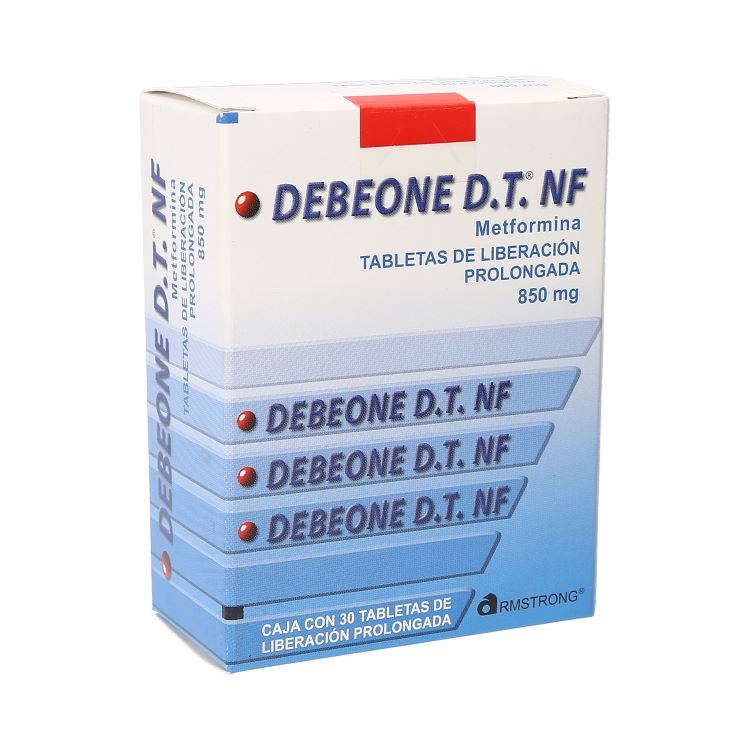 DEBEONE D.T.® NF
Metformina
TABLETAS DE LIBERACIÓN
PROLONGADA
850 mg
DEBEONE D.T. NF
DEBEONE D.T. NF
DEBEONE D.T. NF
CAJA CON 30 TABLETAS DE
LIBERACIÓN PROLONGADA
ARMSTRONG®
DEBEONE D.T.® NF
Metformina
TABLETAS DE LIBERACIÓN
PROLONGADA
850 mg